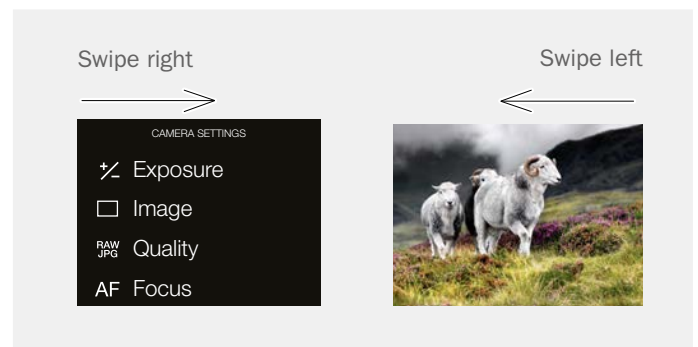 Swipe right
Swipe left
CAMERA SETTINGS
+/- Exposure
Image
RAW
JPG Quality
AF Focus